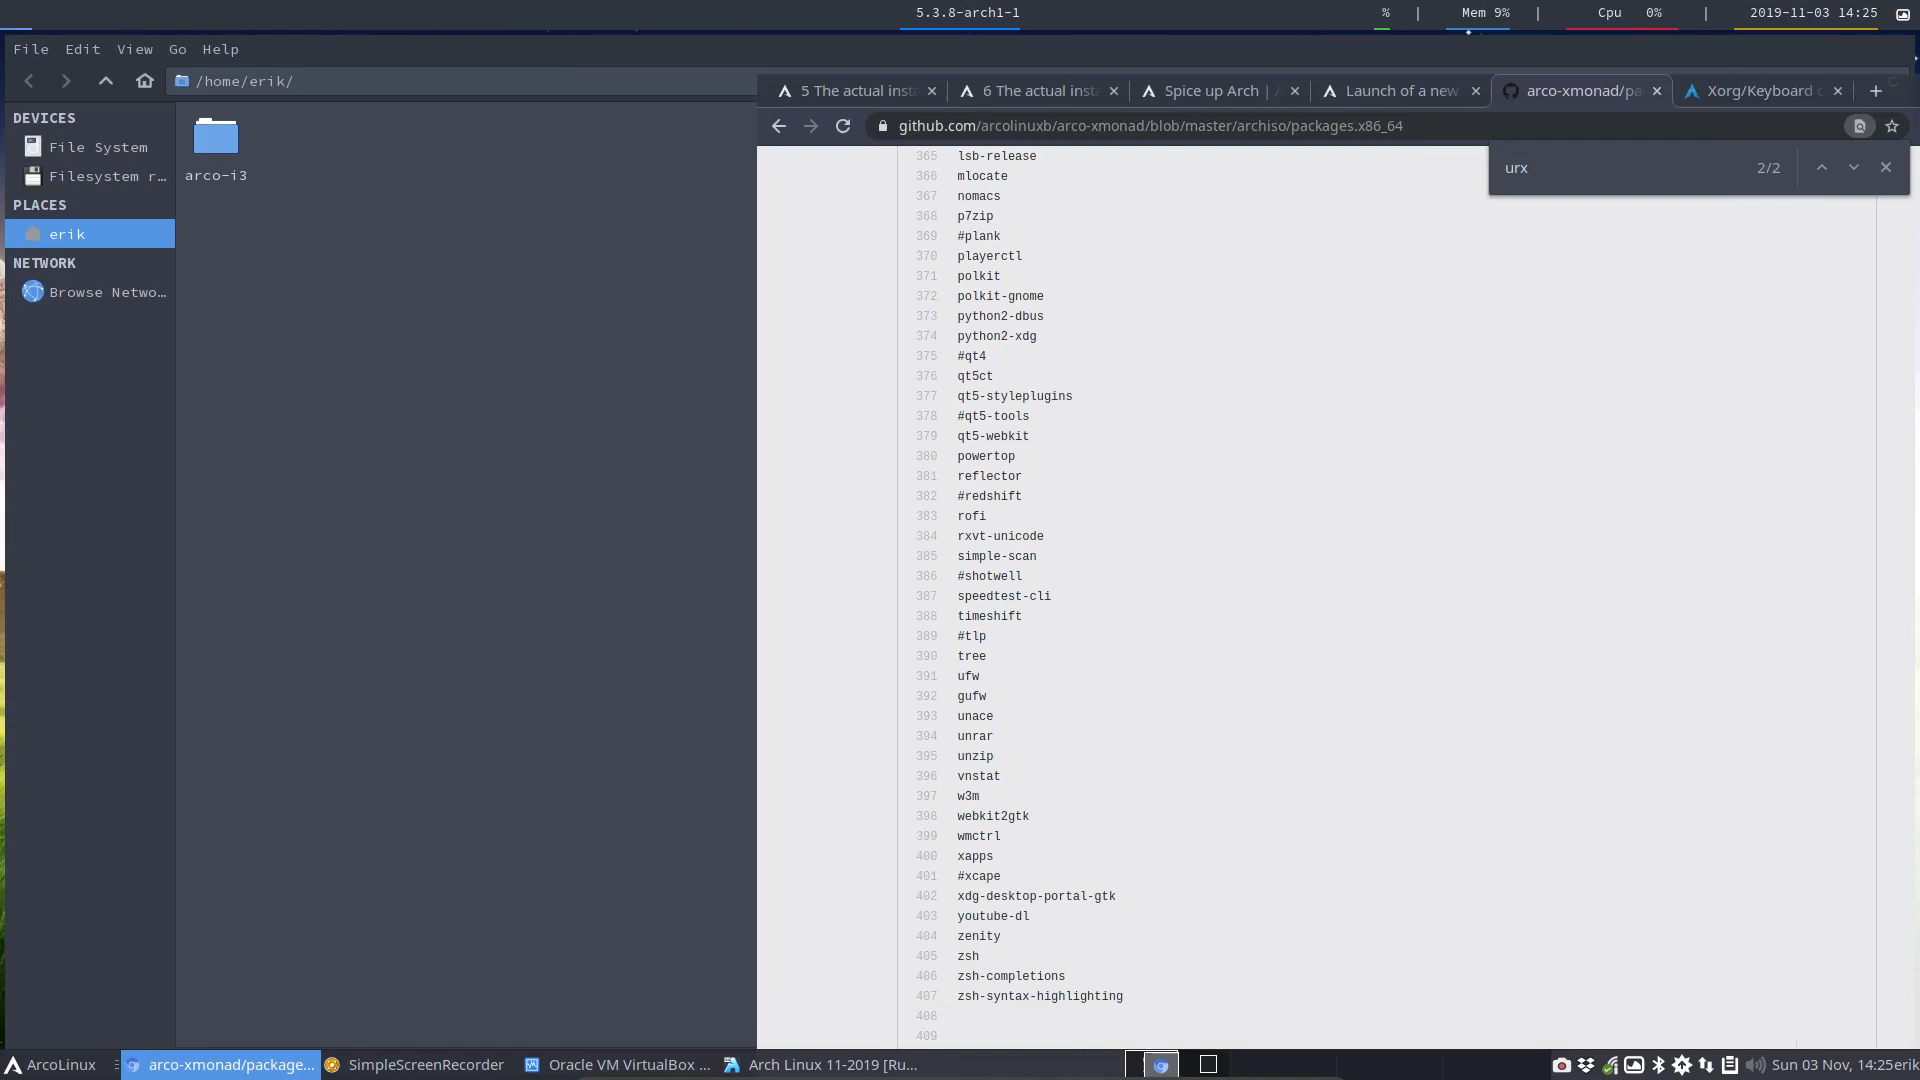 5.3.8-arch1-1
% | Mem 9% | Cpu 0% | 2019-11-03 14:25
File Edit View Go Help
/home/erik/
DEVICES
File System
Filesystem r…
PLACES
erik
NETWORK
Browse Netwo…
arco-i3
5 The actual inst
6 The actual inst
Spice up Arch |
Launch of a new
arco-xmonad/pa
Xorg/Keyboard
github.com/arcolinuxb/arco-xmonad/blob/master/archiso/packages.x86_64
urx 2/2
365 lsb-release
366 mlocate
367 nomacs
368 p7zip
369 #plank
370 playerctl
371 polkit
372 polkit-gnome
373 python2-dbus
374 python2-xdg
375 #qt4
376 qt5ct
377 qt5-styleplugins
378 #qt5-tools
379 qt5-webkit
380 powertop
381 reflector
382 #redshift
383 rofi
384 rxvt-unicode
385 simple-scan
386 #shotwell
387 speedtest-cli
388 timeshift
389 #tlp
390 tree
391 ufw
392 gufw
393 unace
394 unrar
395 unzip
396 vnstat
397 w3m
398 webkit2gtk
399 wmctrl
400 xapps
401 #xcape
402 xdg-desktop-portal-gtk
403 youtube-dl
404 zenity
405 zsh
406 zsh-completions
407 zsh-syntax-highlighting
408
409
ArcoLinux
arco-xmonad/package...
SimpleScreenRecorder
Oracle VM VirtualBox ...
Arch Linux 11-2019 [Ru...
Sun 03 Nov, 14:25erik